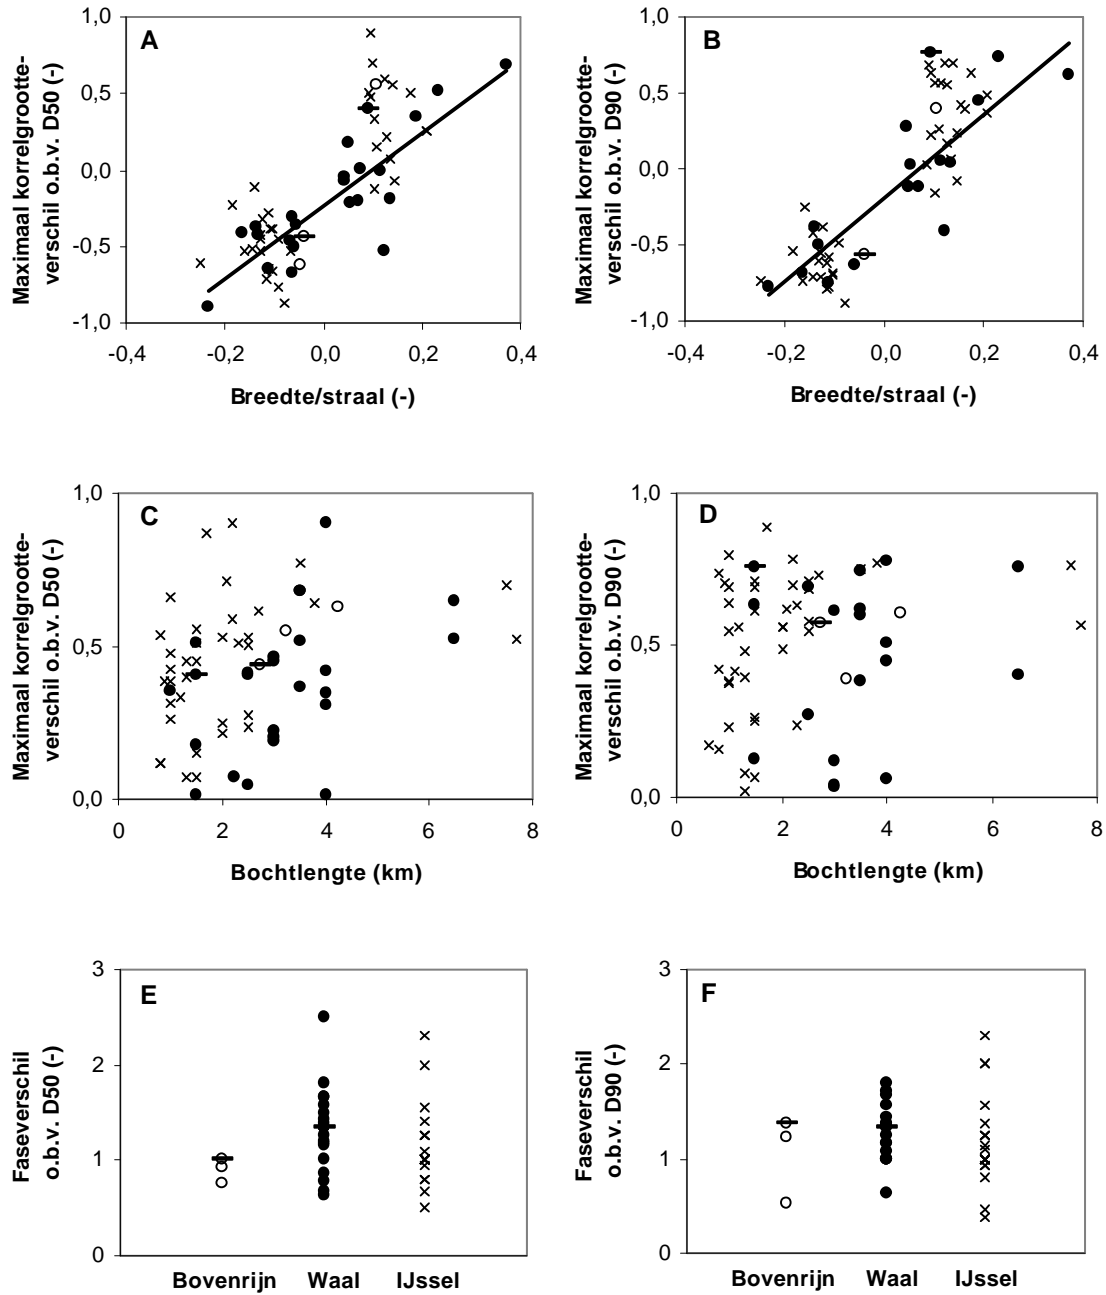 A
Maximaal korrelgrootte-
verschil o.b.v. D50 (-)
1,0
0,5
0,0
-0,5
-1,0
-0,4
-0,2
0,0
0,2
0,4
Breedte/straal (-)
B
Maximaal korrelgrootte-
verschil o.b.v. D90 (-)
1,0
0,5
0,0
-0,5
-1,0
-0,4
-0,2
0,0
0,2
0,4
Breedte/straal (-)
C
Maximaal korrelgrootte-
verschil o.b.v. D50 (-)
1,0
0,5
0,0
0
2
4
6
8
Bochtlengte (km)
D
Maximaal korrelgrootte-
verschil o.b.v. D90 (-)
1,0
0,5
0,0
0
2
4
6
8
Bochtlengte (km)
E
Faseverschil
o.b.v. D50 (-)
3
2
1
0
Bovenrijn
Waal
IJssel
F
Faseverschil
o.b.v. D90 (-)
3
2
1
0
Bovenrijn
Waal
IJssel